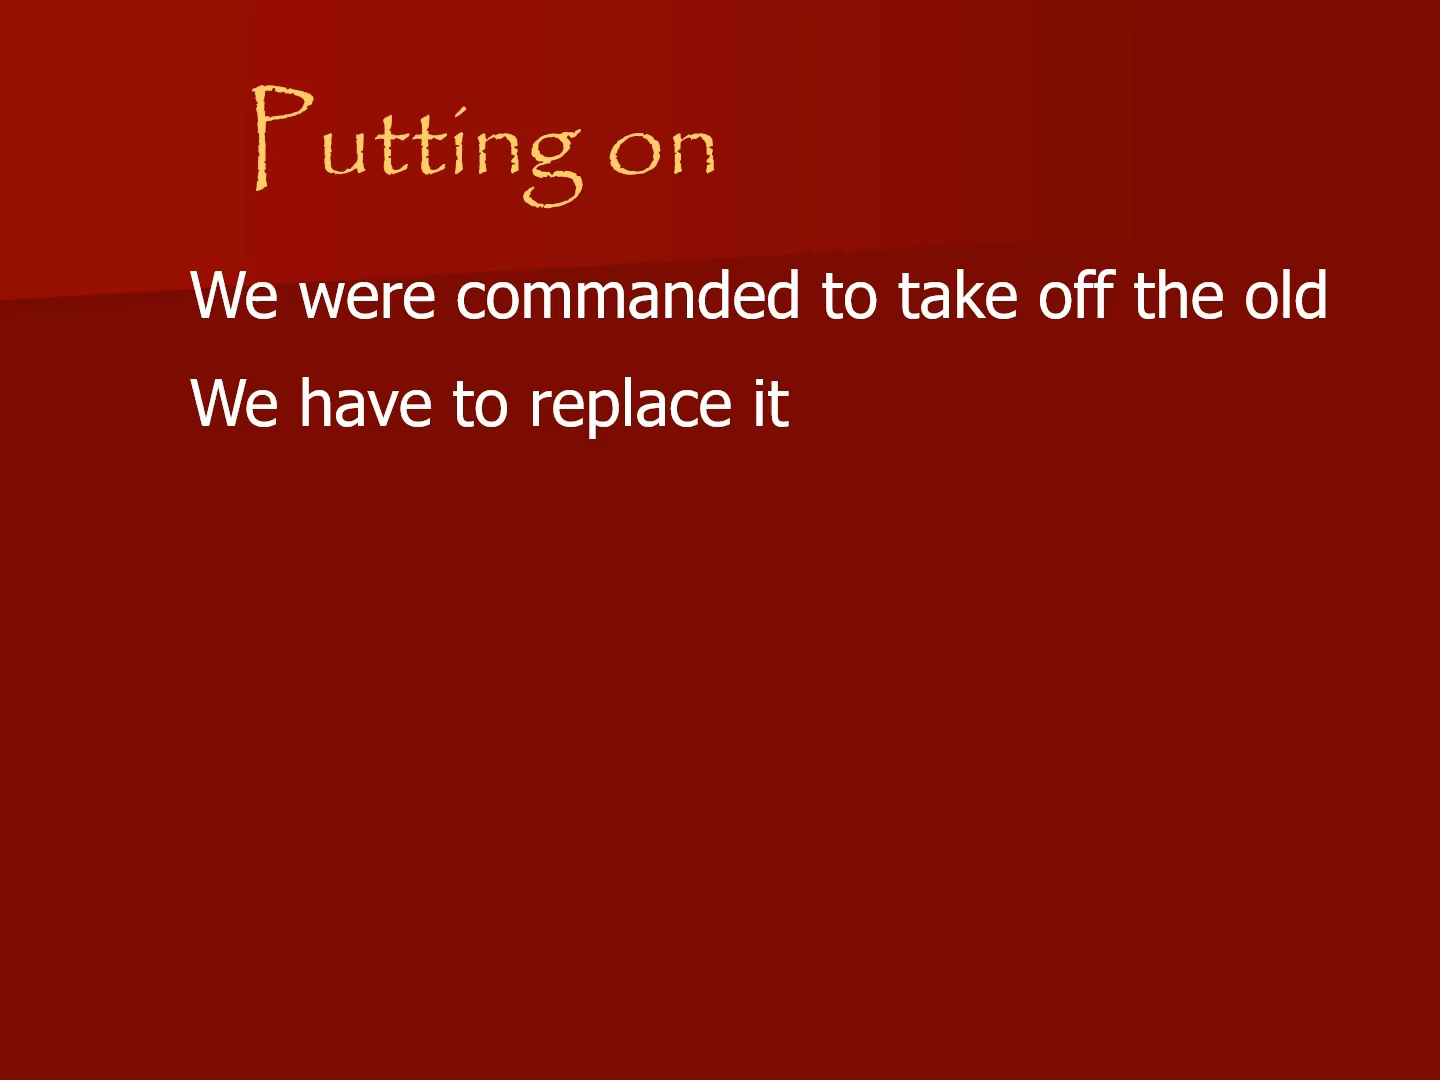 Putting on
We were commanded to take off the old
We have to replace it